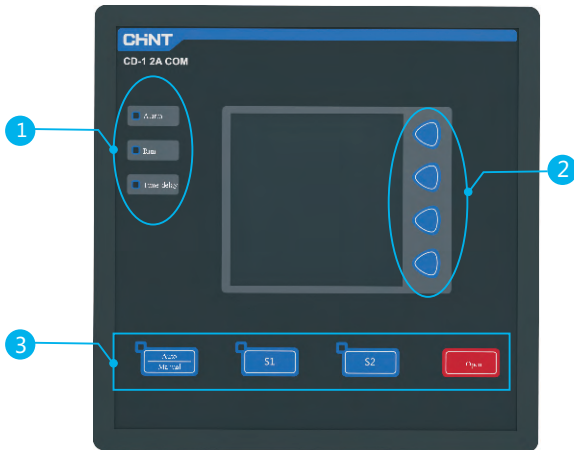 CHNT
CD-1 2A COM
Alarm
Run
Time delay
1
2
3
Auto
Manual
S1
S2
Open